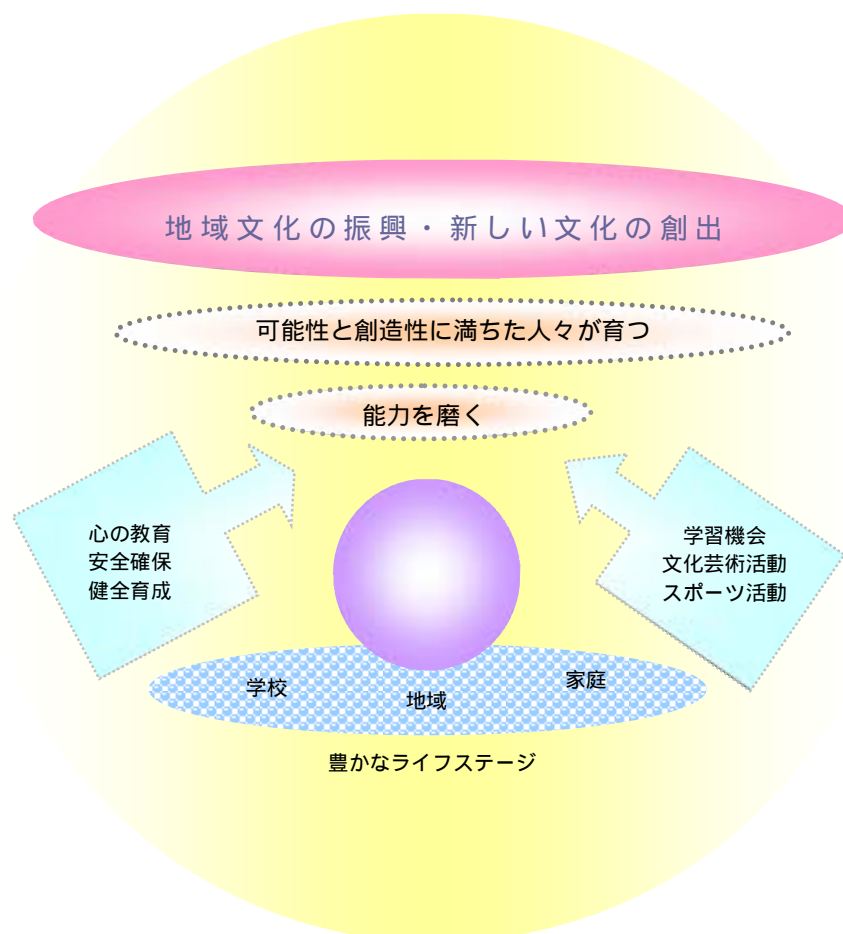 地域文化の振興・新しい文化の創出
可能性と創造性に満ちた人々が育つ
能力を磨く
心の教育
安全確保
健全育成
学習機会
文化芸術活動
スポーツ活動
学校
地域
家庭
豊かなライフステージ